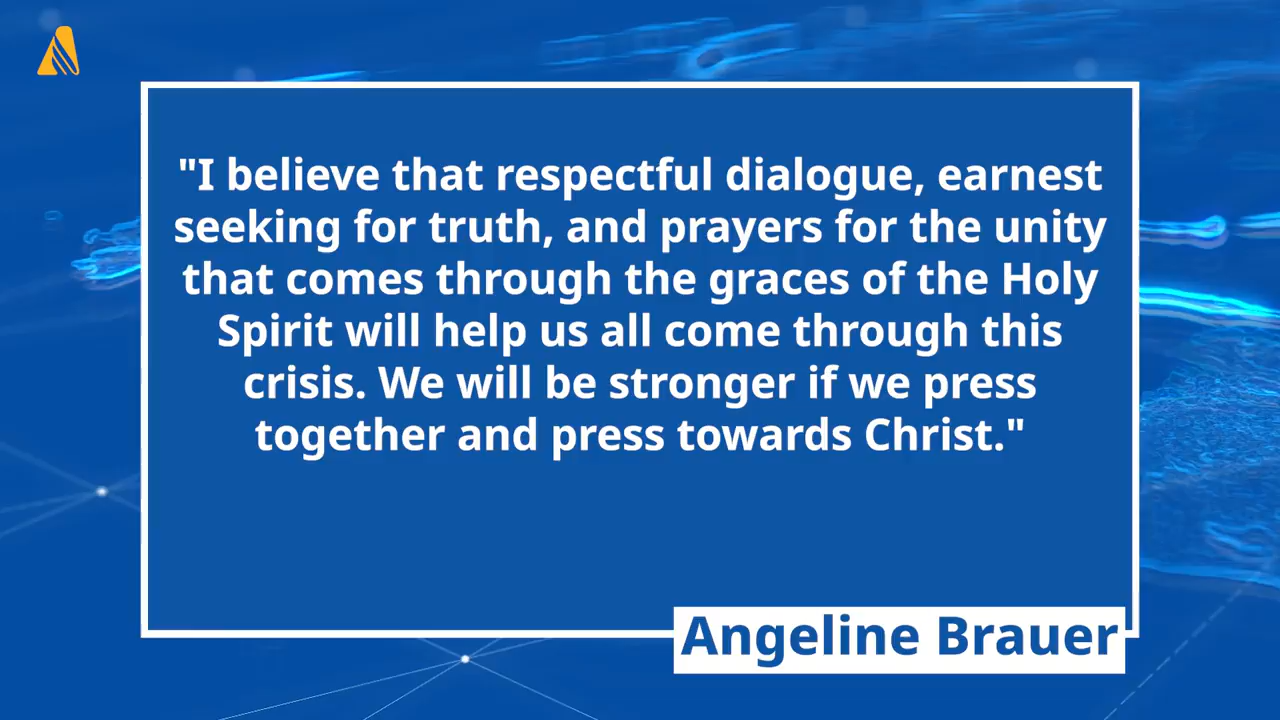 "I believe that respectful dialogue, earnest
seeking for truth, and prayers for the unity
that comes through the graces of the Holy
Spirit will help us all come through this
crisis. We will be stronger if we press
together and press towards Christ."
Angeline Brauer